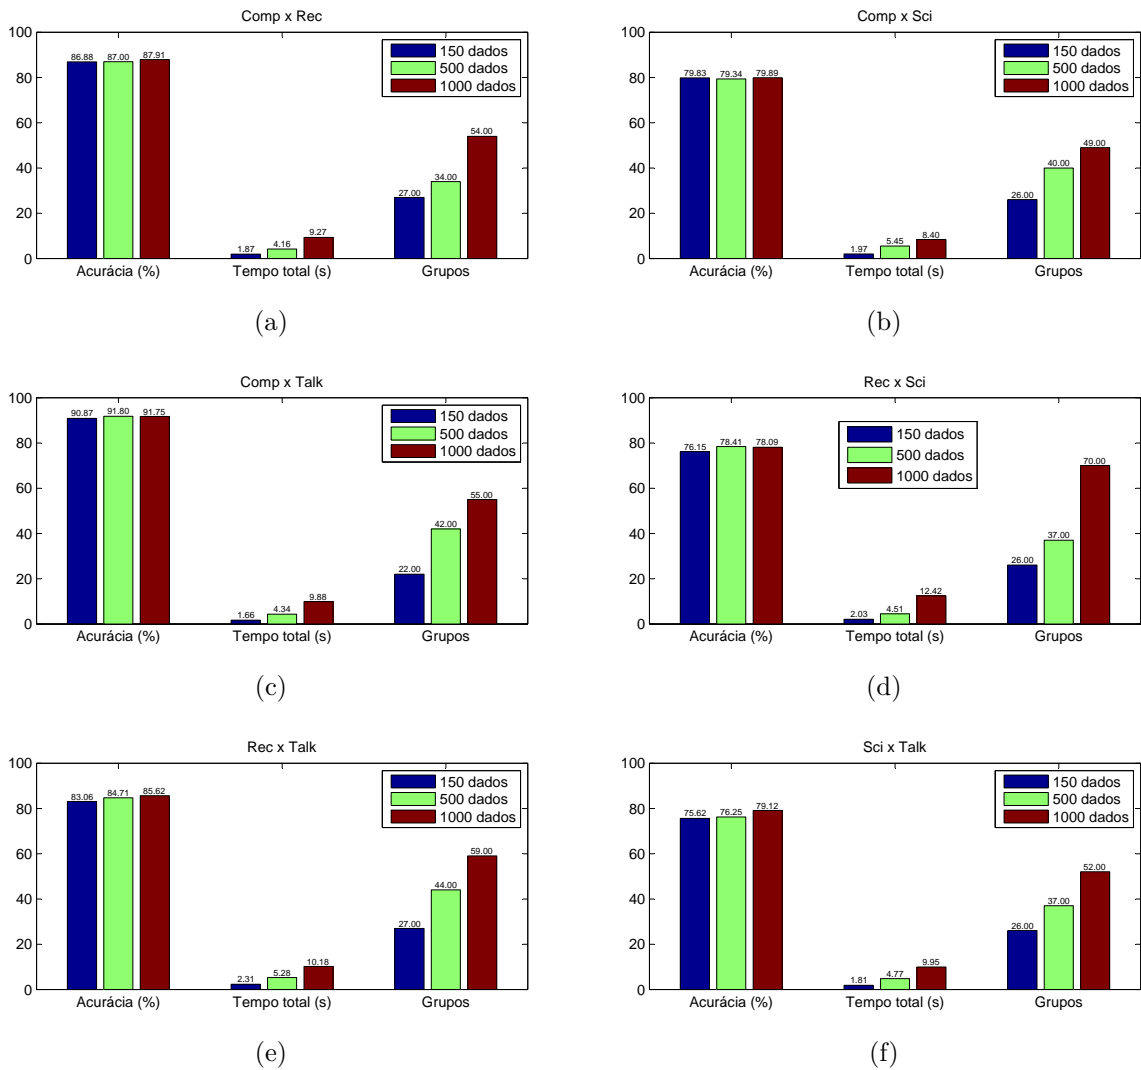 Comp x Rec
100
80
60
40
20
0
86.88 87.00 87.91
1.87 4.16 9.27
27.00 34.00 54.00
150 dados
500 dados
1000 dados
Acurácia (%) Tempo total (s) Grupos
(a)
Comp x Sci
100
80
60
40
20
0
79.83 79.34 79.89
1.97 5.45 8.40
26.00 40.00 49.00
150 dados
500 dados
1000 dados
Acurácia (%) Tempo total (s) Grupos
(b)
Comp x Talk
100
80
60
40
20
0
90.87 91.80 91.75
1.66 4.34 9.88
22.00 42.00 55.00
150 dados
500 dados
1000 dados
Acurácia (%) Tempo total (s) Grupos
(c)
Rec x Sci
100
80
60
40
20
0
76.15 78.41 78.09
2.03 4.51 12.42
26.00 37.00 70.00
150 dados
500 dados
1000 dados
Acurácia (%) Tempo total (s) Grupos
(d)
Rec x Talk
100
80
60
40
20
0
83.06 84.71 85.62
2.31 5.28 10.18
27.00 44.00 59.00
150 dados
500 dados
1000 dados
Acurácia (%) Tempo total (s) Grupos
(e)
Sci x Talk
100
80
60
40
20
0
75.62 76.25 79.12
1.81 4.77 9.95
26.00 37.00 52.00
150 dados
500 dados
1000 dados
Acurácia (%) Tempo total (s) Grupos
(f)